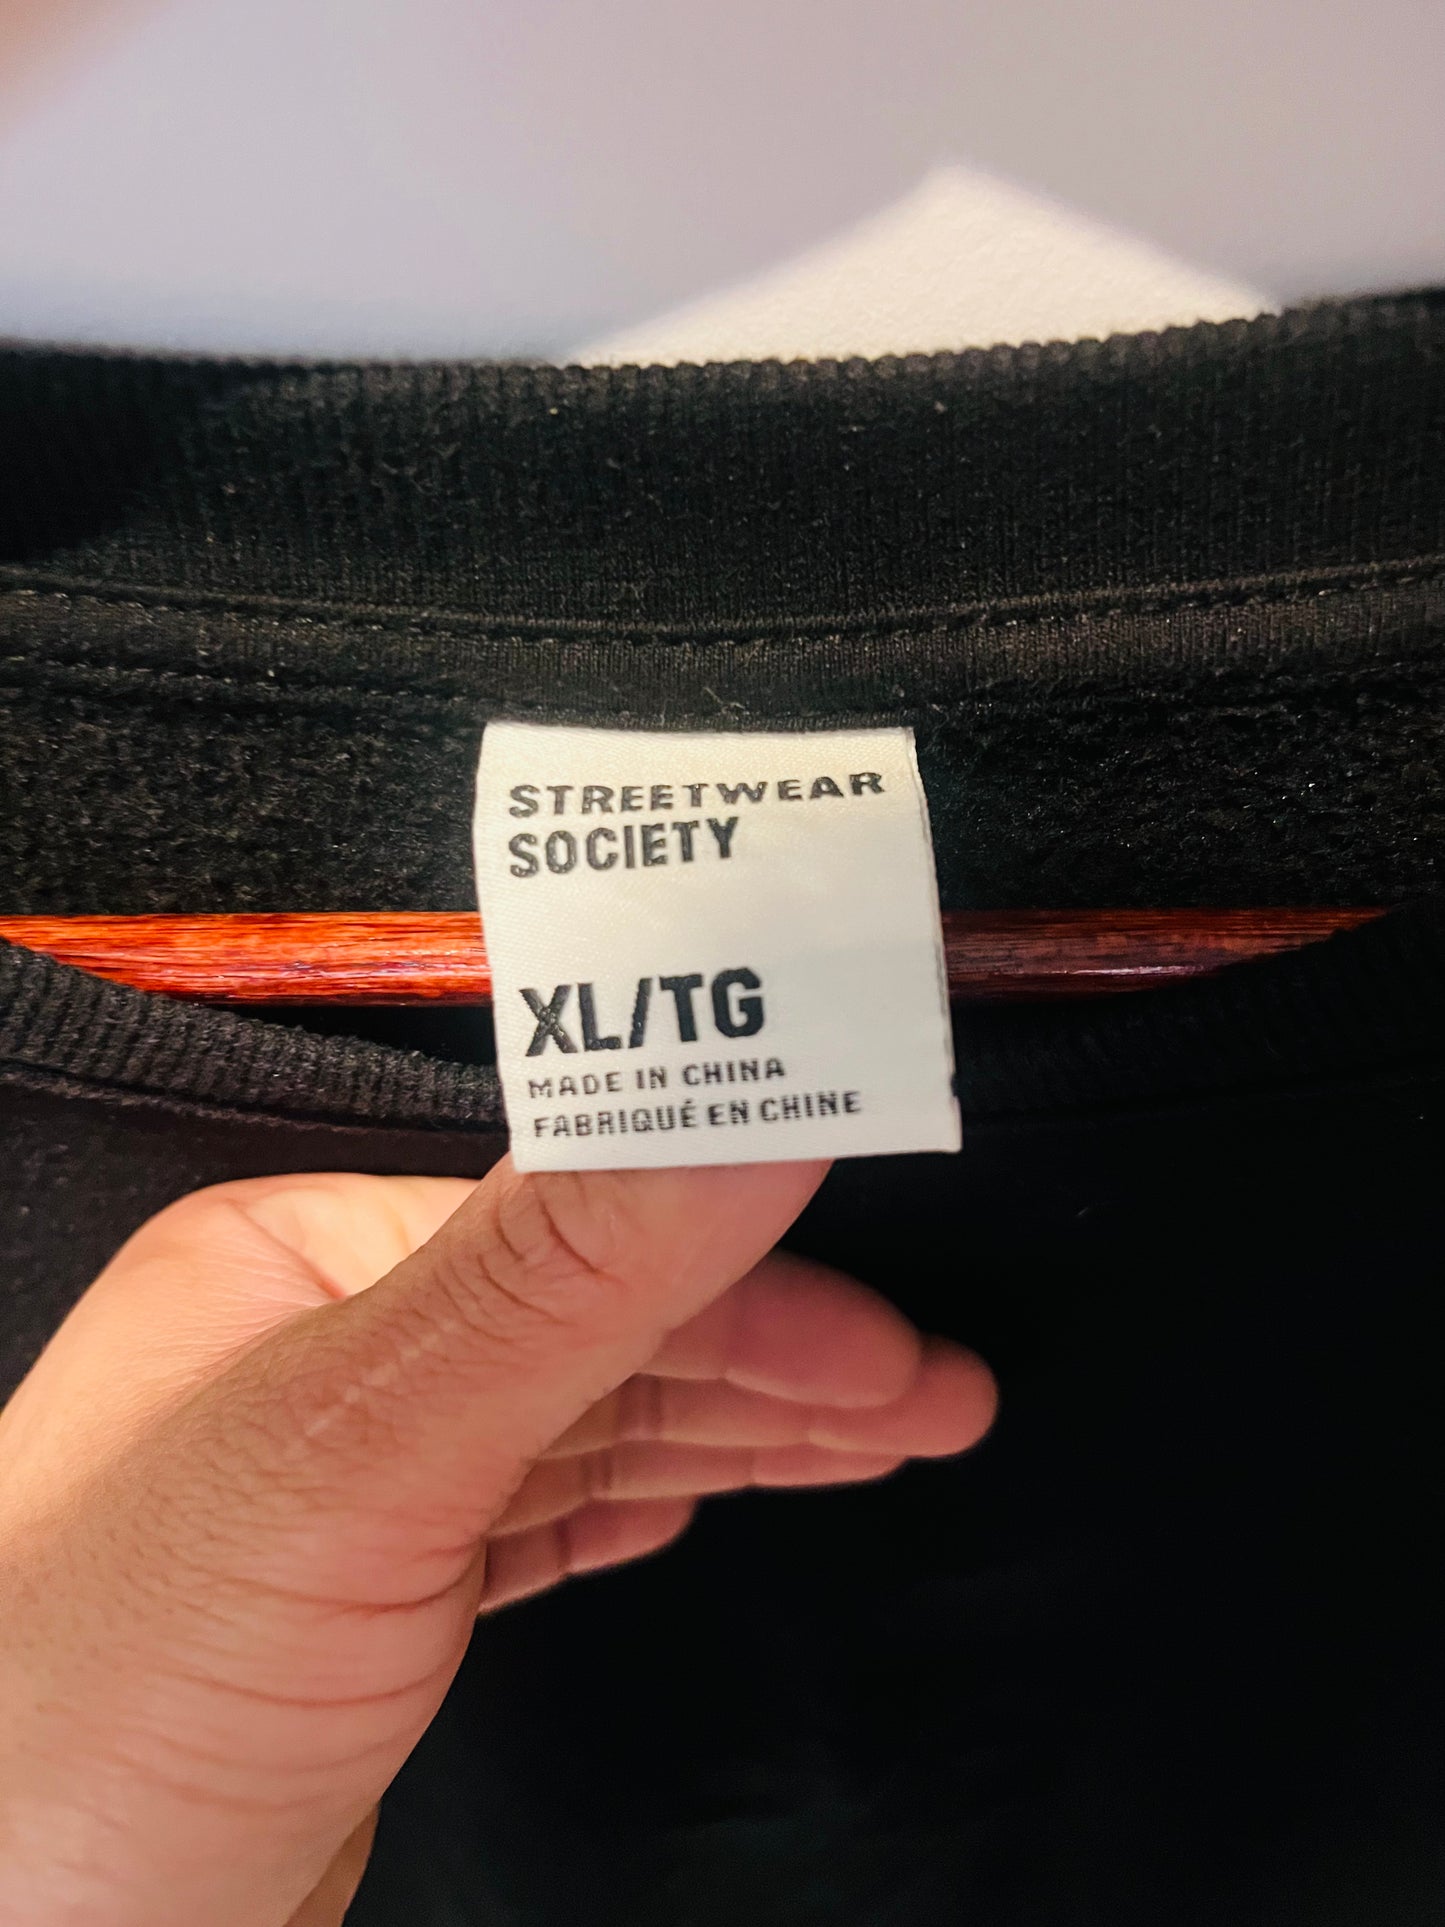 STREETWEAR
SOCIETY
XL/TG
MADE IN CHINA
FABRIQUÉ EN CHINE